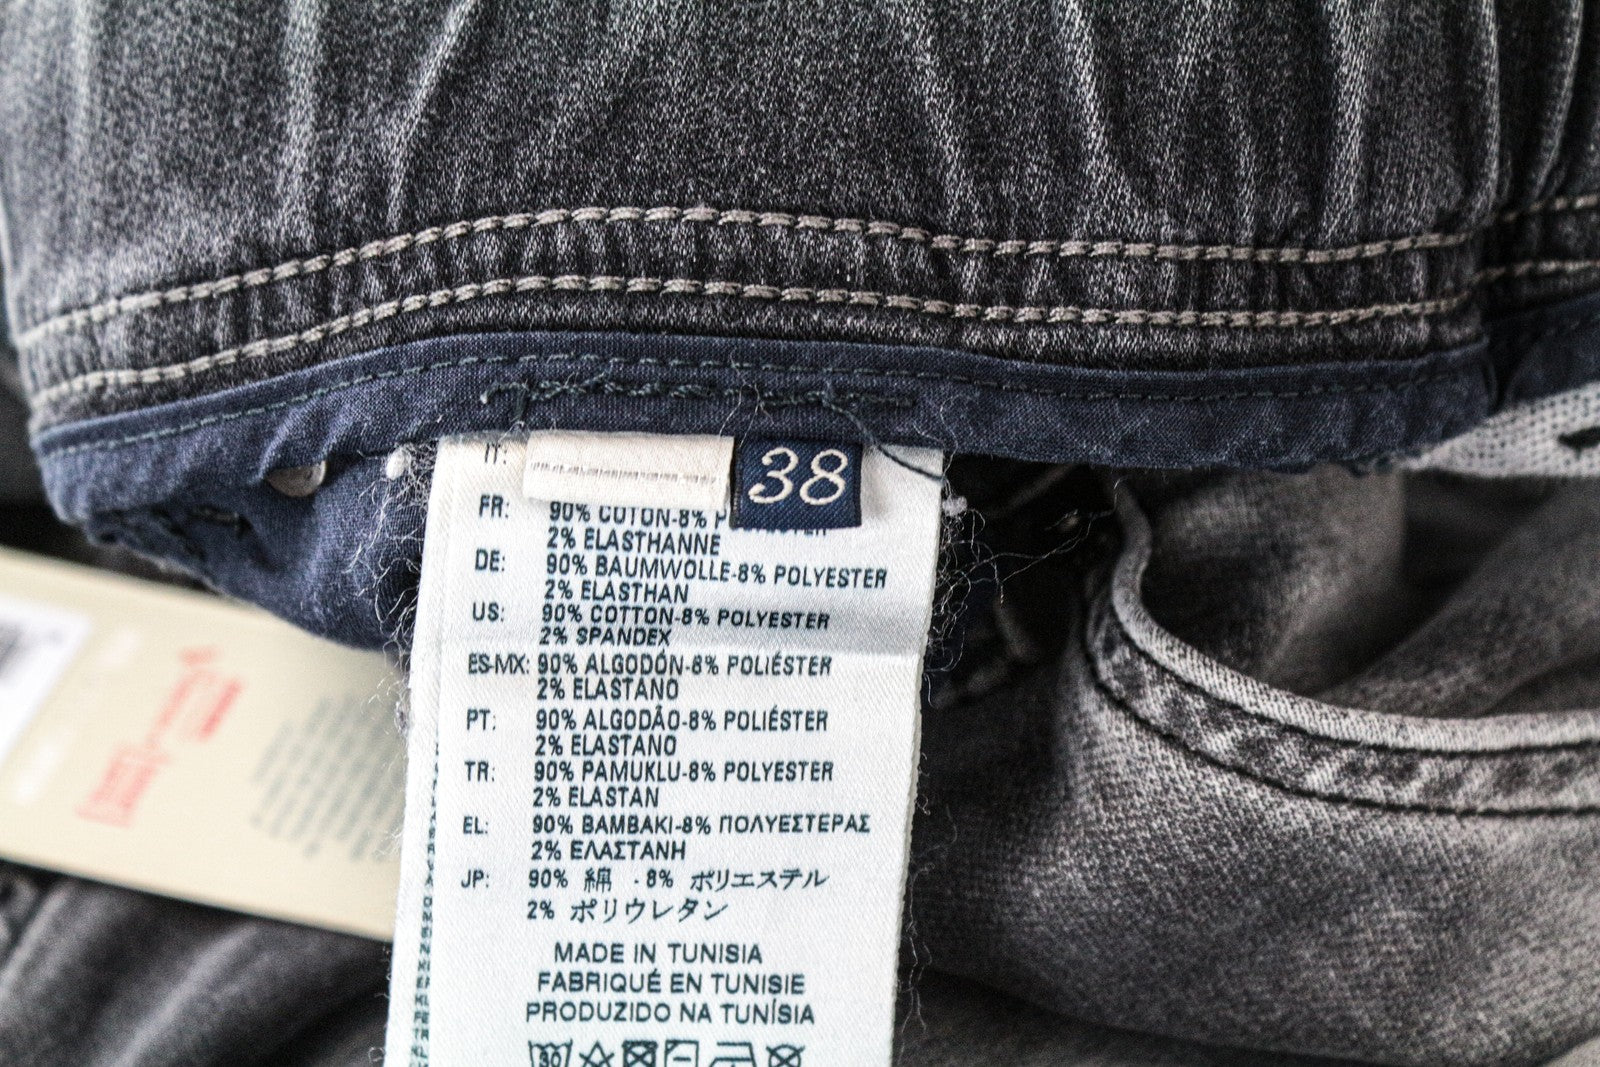 38
IT:
FR: 90% COTON-8% P
2% ELASTHANNE
DE: 90% BAUMWOLLE-8% POLYESTER
2% ELASTHAN
US: 90% COTTON-8% POLYESTER
2% SPANDEX
ES-MX: 90% ALGODÓN-8% POLIÉSTER
2% ELASTANO
PT: 90% ALGODÃO-8% POLIÉSTER
2% ELASTANO
TR: 90% PAMUKLU-8% POLYESTER
2% ELASTAN
EL: 90% ΒΑΜΒΑΚΙ-8% ΠΟΛΥΕΣΤΕΡΑΣ
2% ΕΛΑΣΤΑΝΗ
JP: 90% 綿 -8% ポリエステル
2% ポリウレタン
MADE IN TUNISIA
FABRIQUÉ EN TUNISIE
PRODUZIDO NA TUNÍSIA
30